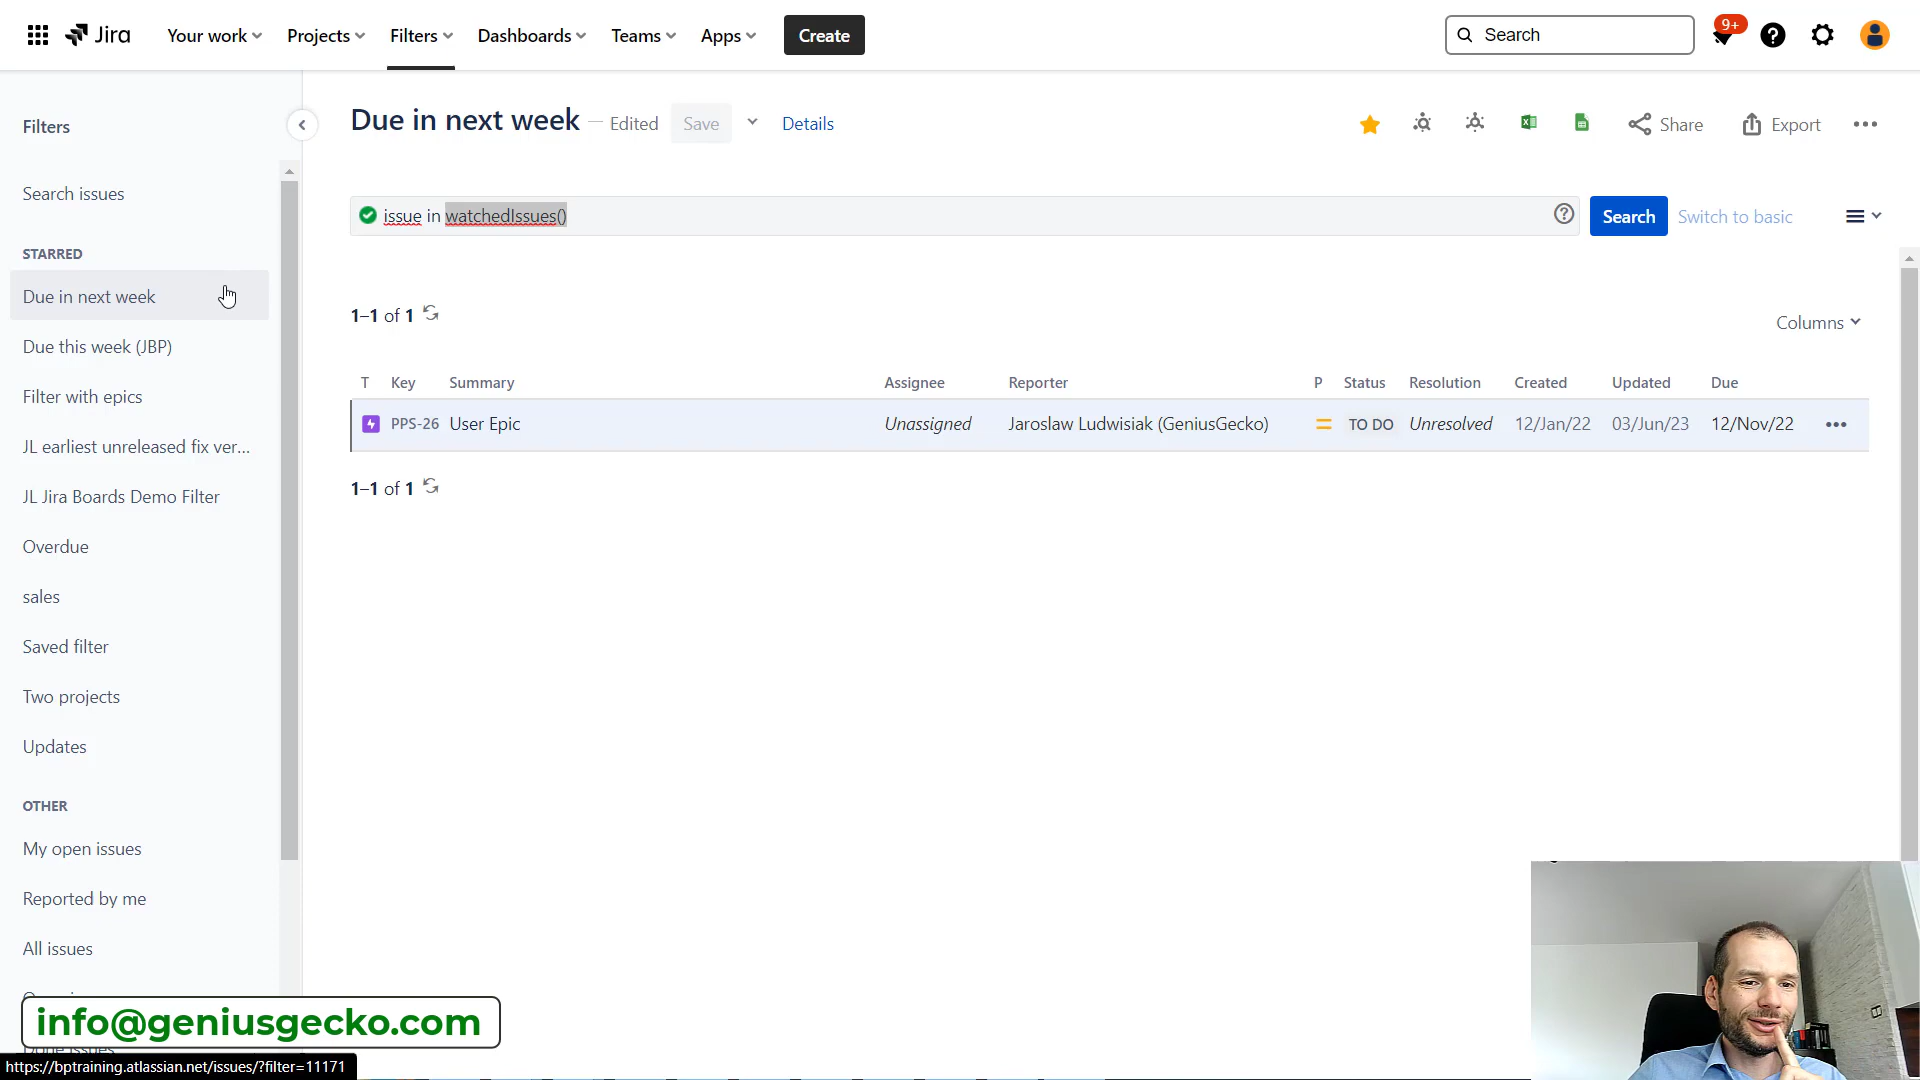 Jira
Your work
Projects
Filters
Dashboards
Teams
Apps
Create
Search
9+
Filters
Search issues
STARRED
Due in next week
Due this week (JBP)
Filter with epics
JL earliest unreleased fix ver...
JL Jira Boards Demo Filter
Overdue
sales
Saved filter
Two projects
Updates
OTHER
My open issues
Reported by me
All issues
Done issues
Due in next week
Edited
Save
Details
Share
Export
issue in watchedIssues()
Search
Switch to basic
1–1 of 1
Columns
T Key Summary Assignee Reporter P Status Resolution Created Updated Due
PPS-26 User Epic Unassigned Jaroslaw Ludwisiak (GeniusGecko) TO DO Unresolved 12/Jan/22 03/Jun/23 12/Nov/22
1–1 of 1
info@geniusgecko.com
https://bptraining.atlassian.net/issues/?filter=11171